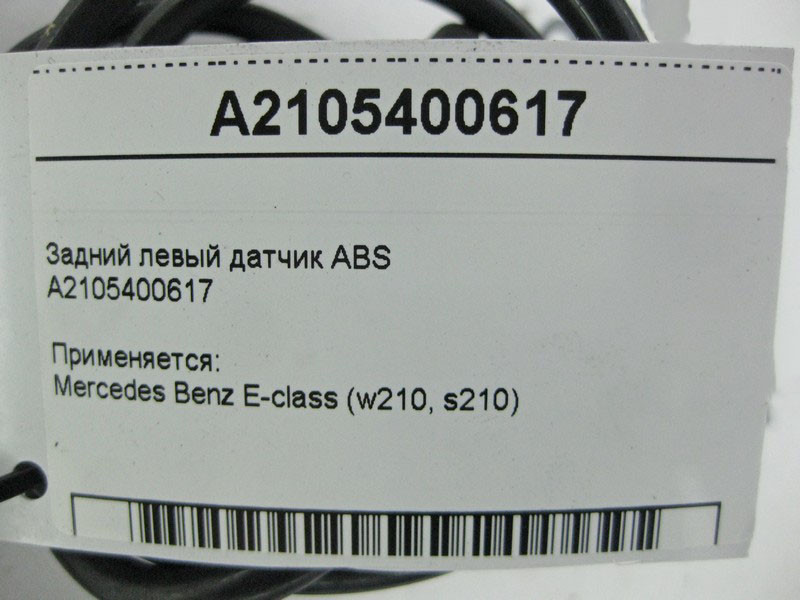 A2105400617
Задний левый датчик ABS
A2105400617
Применяется:
Mercedes Benz E-class (w210, s210)